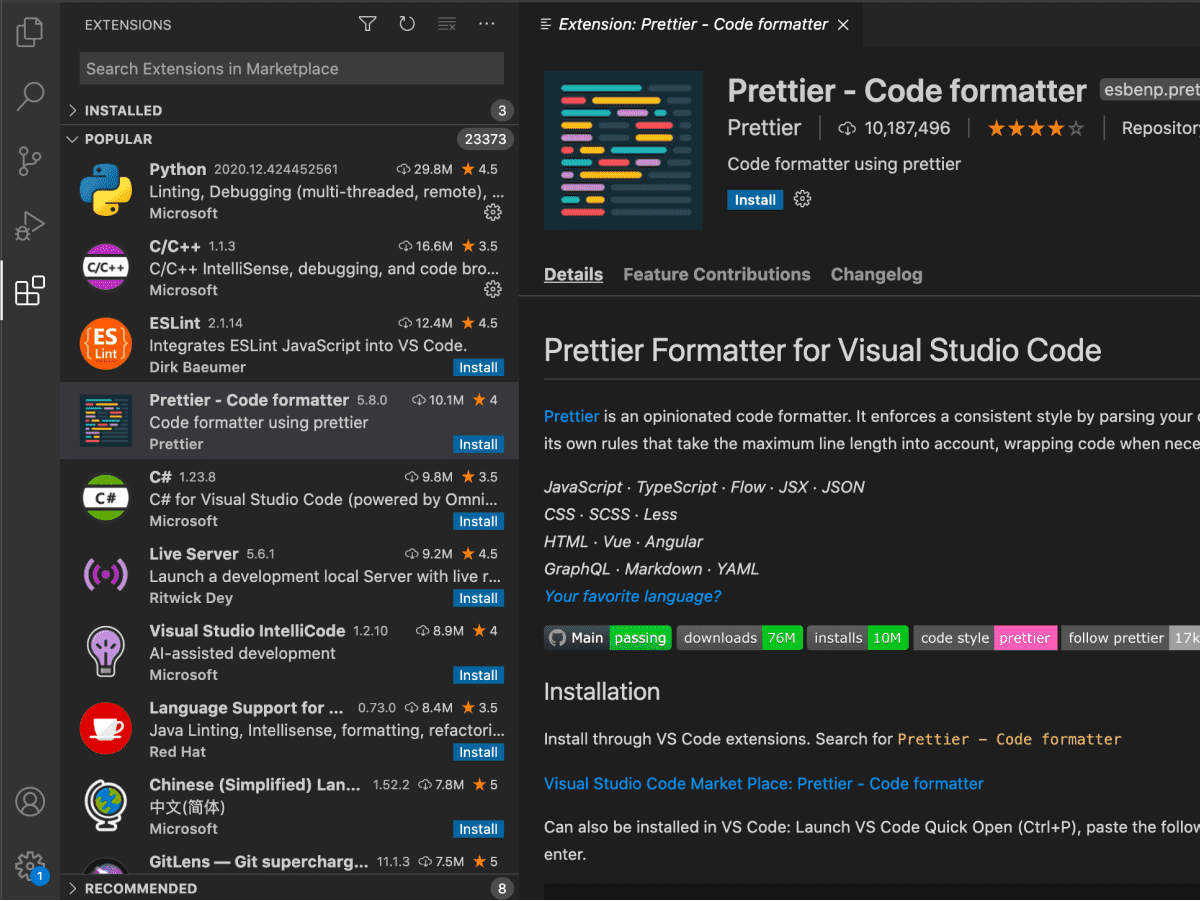 EXTENSIONS
Search Extensions in Marketplace
INSTALLED 3
POPULAR 23373
Python 2020.12.424452561 29.8M 4.5
Linting, Debugging (multi-threaded, remote), ...
Microsoft
C/C++
C/C++ 1.1.3 16.6M 3.5
C/C++ IntelliSense, debugging, and code bro...
Microsoft
ES
Lint
ESLint 2.1.14 12.4M 4.5
Integrates ESLint JavaScript into VS Code.
Dirk Baeumer Install
Prettier - Code formatter 5.8.0 10.1M 4
Code formatter using prettier
Prettier Install
C#
C# 1.23.8 9.8M 3.5
C# for Visual Studio Code (powered by Omni...
Microsoft Install
Live Server 5.6.1 9.2M 4.5
Launch a development local Server with live r...
Ritwick Dey Install
Visual Studio IntelliCode 1.2.10 8.9M 4
AI-assisted development
Microsoft Install
Language Support for ... 0.73.0 8.4M 3.5
Java Linting, Intellisense, formatting, refactori...
Red Hat Install
Chinese (Simplified) Lan... 1.52.2 7.8M 5
中文(简体)
Microsoft Install
GitLens — Git supercharg... 11.1.3 7.5M 5
RECOMMENDED 8
1
Extension: Prettier - Code formatter
Prettier - Code formatter esbenp.pret
Prettier 10,187,496 Repositor
Code formatter using prettier
Install
Details Feature Contributions Changelog
Prettier Formatter for Visual Studio Code
Prettier is an opinionated code formatter. It enforces a consistent style by parsing your
its own rules that take the maximum line length into account, wrapping code when nece
JavaScript · TypeScript · Flow · JSX · JSON
CSS · SCSS · Less
HTML · Vue · Angular
GraphQL · Markdown · YAML
Your favorite language?
Main passing downloads 76M installs 10M code style prettier follow prettier 17k
Installation
Install through VS Code extensions. Search for Prettier - Code formatter
Visual Studio Code Market Place: Prettier - Code formatter
Can also be installed in VS Code: Launch VS Code Quick Open (Ctrl+P), paste the follow
enter.